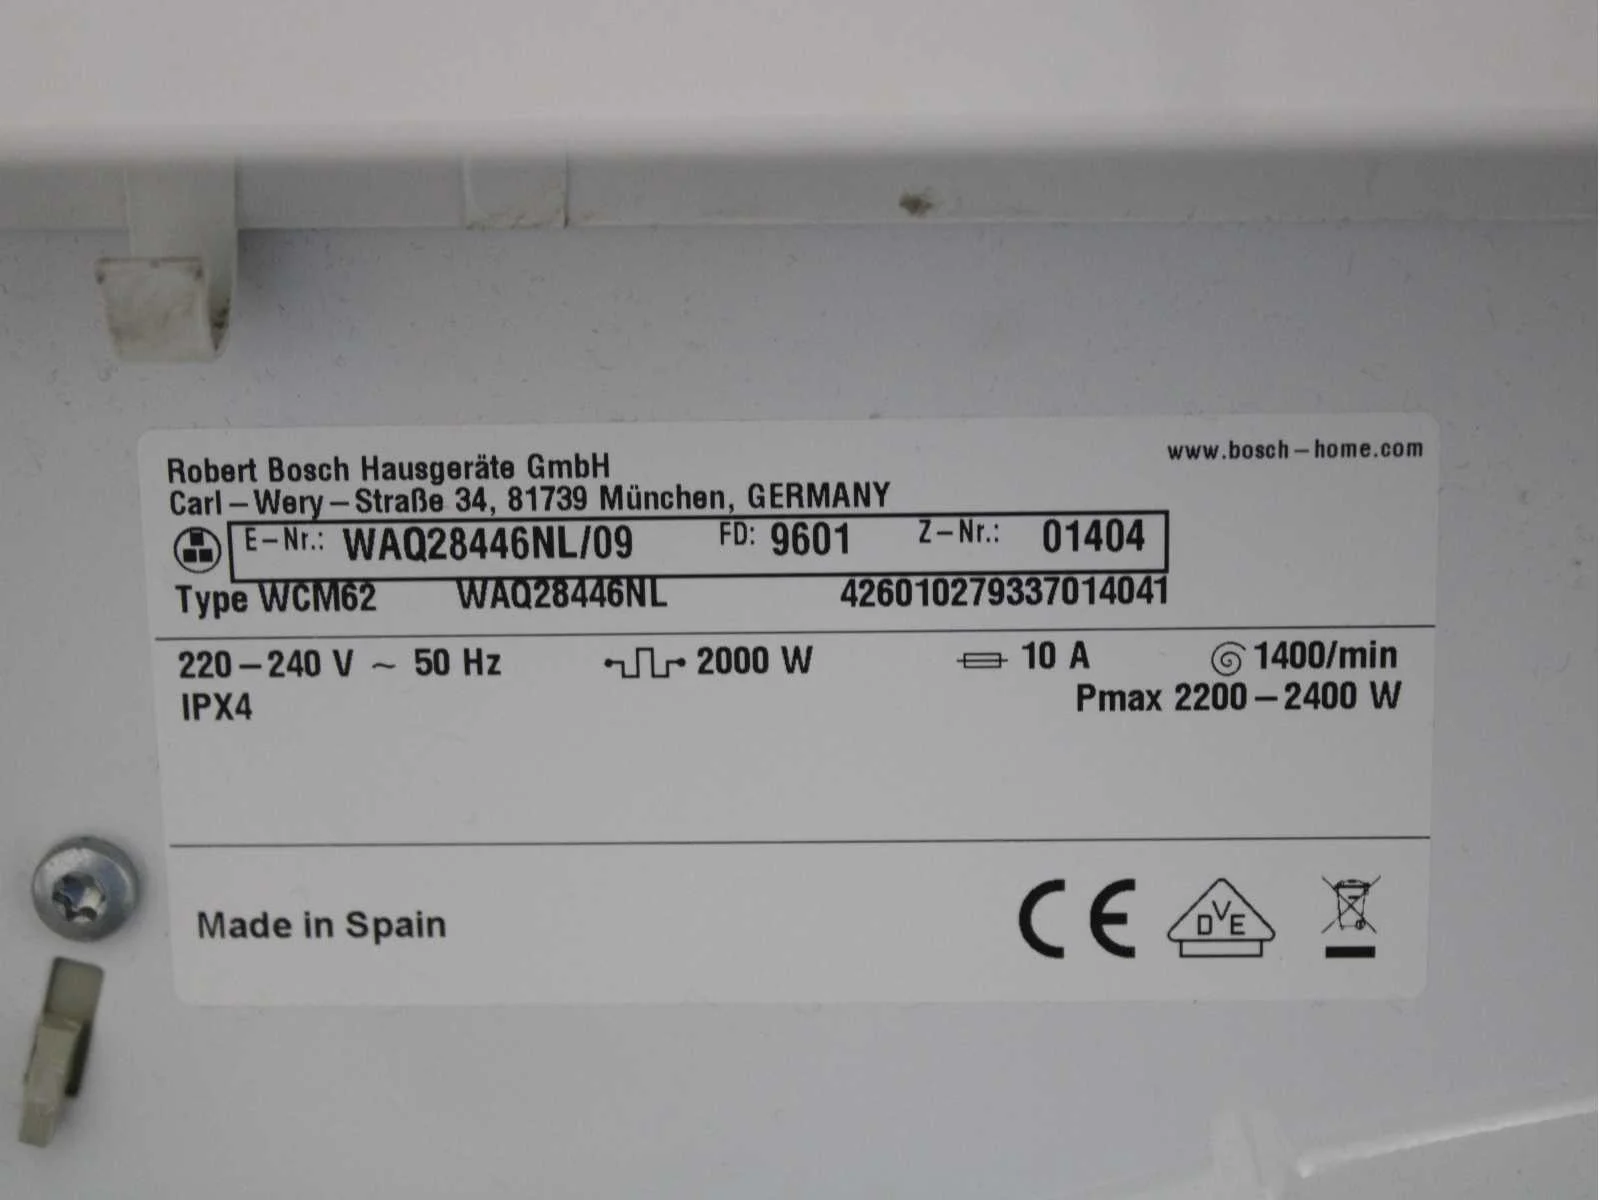 www.bosch-home.com
Robert Bosch Hausgeräte GmbH
Carl-Wery-Straße 34, 81739 München, GERMANY
E-Nr.: WAQ28446NL/09 FD: 9601 Z-Nr.: 01404
Type WCM62 WAQ28446NL 426010279337014041
220-240 V ~ 50 Hz 2000 W 10 A 1400/min
IPX4 Pmax 2200-2400 W
Made in Spain CE DVE